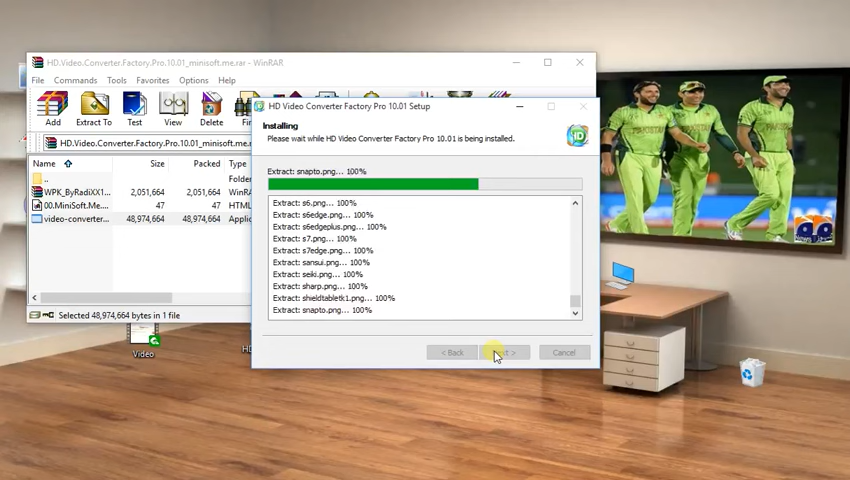 HD.Video.Converter.Factory.Pro.10.01_minisoft.me.rar - WinRAR
File Commands Tools Favorites Options Help
Add Extract To Test View Delete
HD.Video.Converter.Factory.Pro.10.01_minisoft.me.
Name Size Packed Type
.. Folder
WPK_ByRadiXX1... 2,051,664 2,051,664 WinRA
00.MiniSoft.Me.... 47 47 HTML
video-converter... 48,974,664 48,974,664 Applic
Selected 48,974,664 bytes in 1 file
HD Video Converter Factory Pro 10.01 Setup
Installing
Please wait while HD Video Converter Factory Pro 10.01 is being installed.
Extract: snapto.png... 100%
Extract: s6.png... 100%
Extract: s6edge.png... 100%
Extract: s6edgeplus.png... 100%
Extract: s7.png... 100%
Extract: s7edge.png... 100%
Extract: sansui.png... 100%
Extract: seiki.png... 100%
Extract: sharp.png... 100%
Extract: shieldtabletk1.png... 100%
Extract: snapto.png... 100%
< Back
Cancel
Video
PAKISTAN